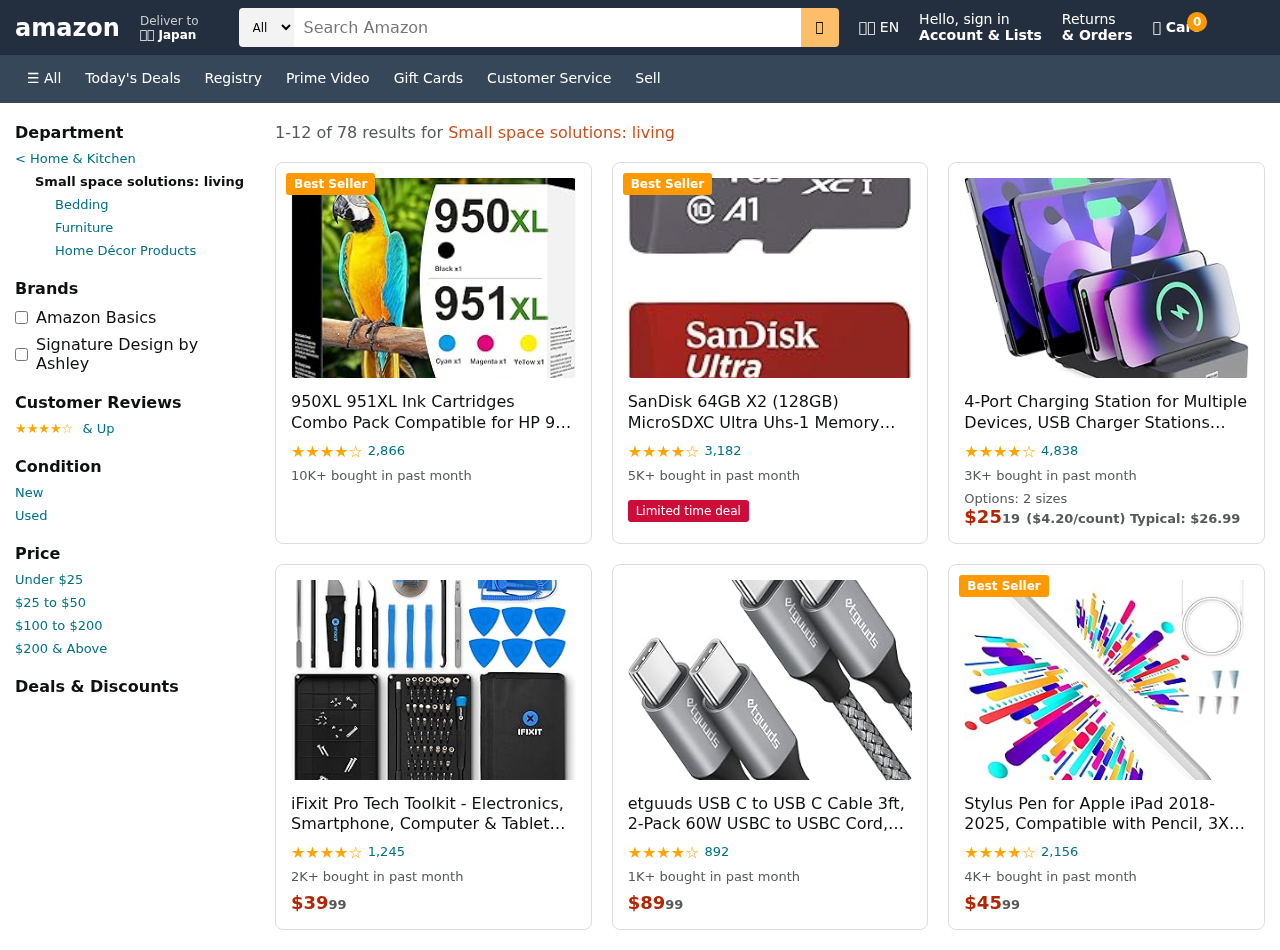 amazon
Deliver to
Japan
All
Search Amazon
EN
Hello, sign in
Account & Lists
Returns
& Orders
0
☰ All
Today's Deals
Registry
Prime Video
Gift Cards
Customer Service
Sell
Department
< Home & Kitchen
Small space solutions: living
Bedding
Furniture
Home Décor Products
Brands
Amazon Basics
Signature Design by
Ashley
Customer Reviews
★★★★☆ & Up
Condition
New
Used
Price
Under $25
$25 to $50
$100 to $200
$200 & Above
Deals & Discounts
1-12 of 78 results for Small space solutions: living
Best Seller
950XL
Black x1
951XL
Cyan x1
Magenta x1
Yellow x1
950XL 951XL Ink Cartridges
Combo Pack Compatible for HP 9...
★★★★☆ 2,866
10K+ bought in past month
Best Seller
XC I
10 A1
SanDisk
Ultra
SanDisk 64GB X2 (128GB)
MicroSDXC Ultra Uhs-1 Memory...
★★★★☆ 3,182
5K+ bought in past month
Limited time deal
4-Port Charging Station for Multiple
Devices, USB Charger Stations...
★★★★☆ 4,838
3K+ bought in past month
Options: 2 sizes
$25 19 ($4.20/count) Typical: $26.99
IFIXIT
iFixit Pro Tech Toolkit - Electronics,
Smartphone, Computer & Tablet...
★★★★☆ 1,245
2K+ bought in past month
$39 99
etguuds
etguuds
etguuds
etguuds
etguuds USB C to USB C Cable 3ft,
2-Pack 60W USBC to USBC Cord,...
★★★★☆ 892
1K+ bought in past month
$89 99
Best Seller
Stylus Pen for Apple iPad 2018-
2025, Compatible with Pencil, 3X...
★★★★☆ 2,156
4K+ bought in past month
$45 99